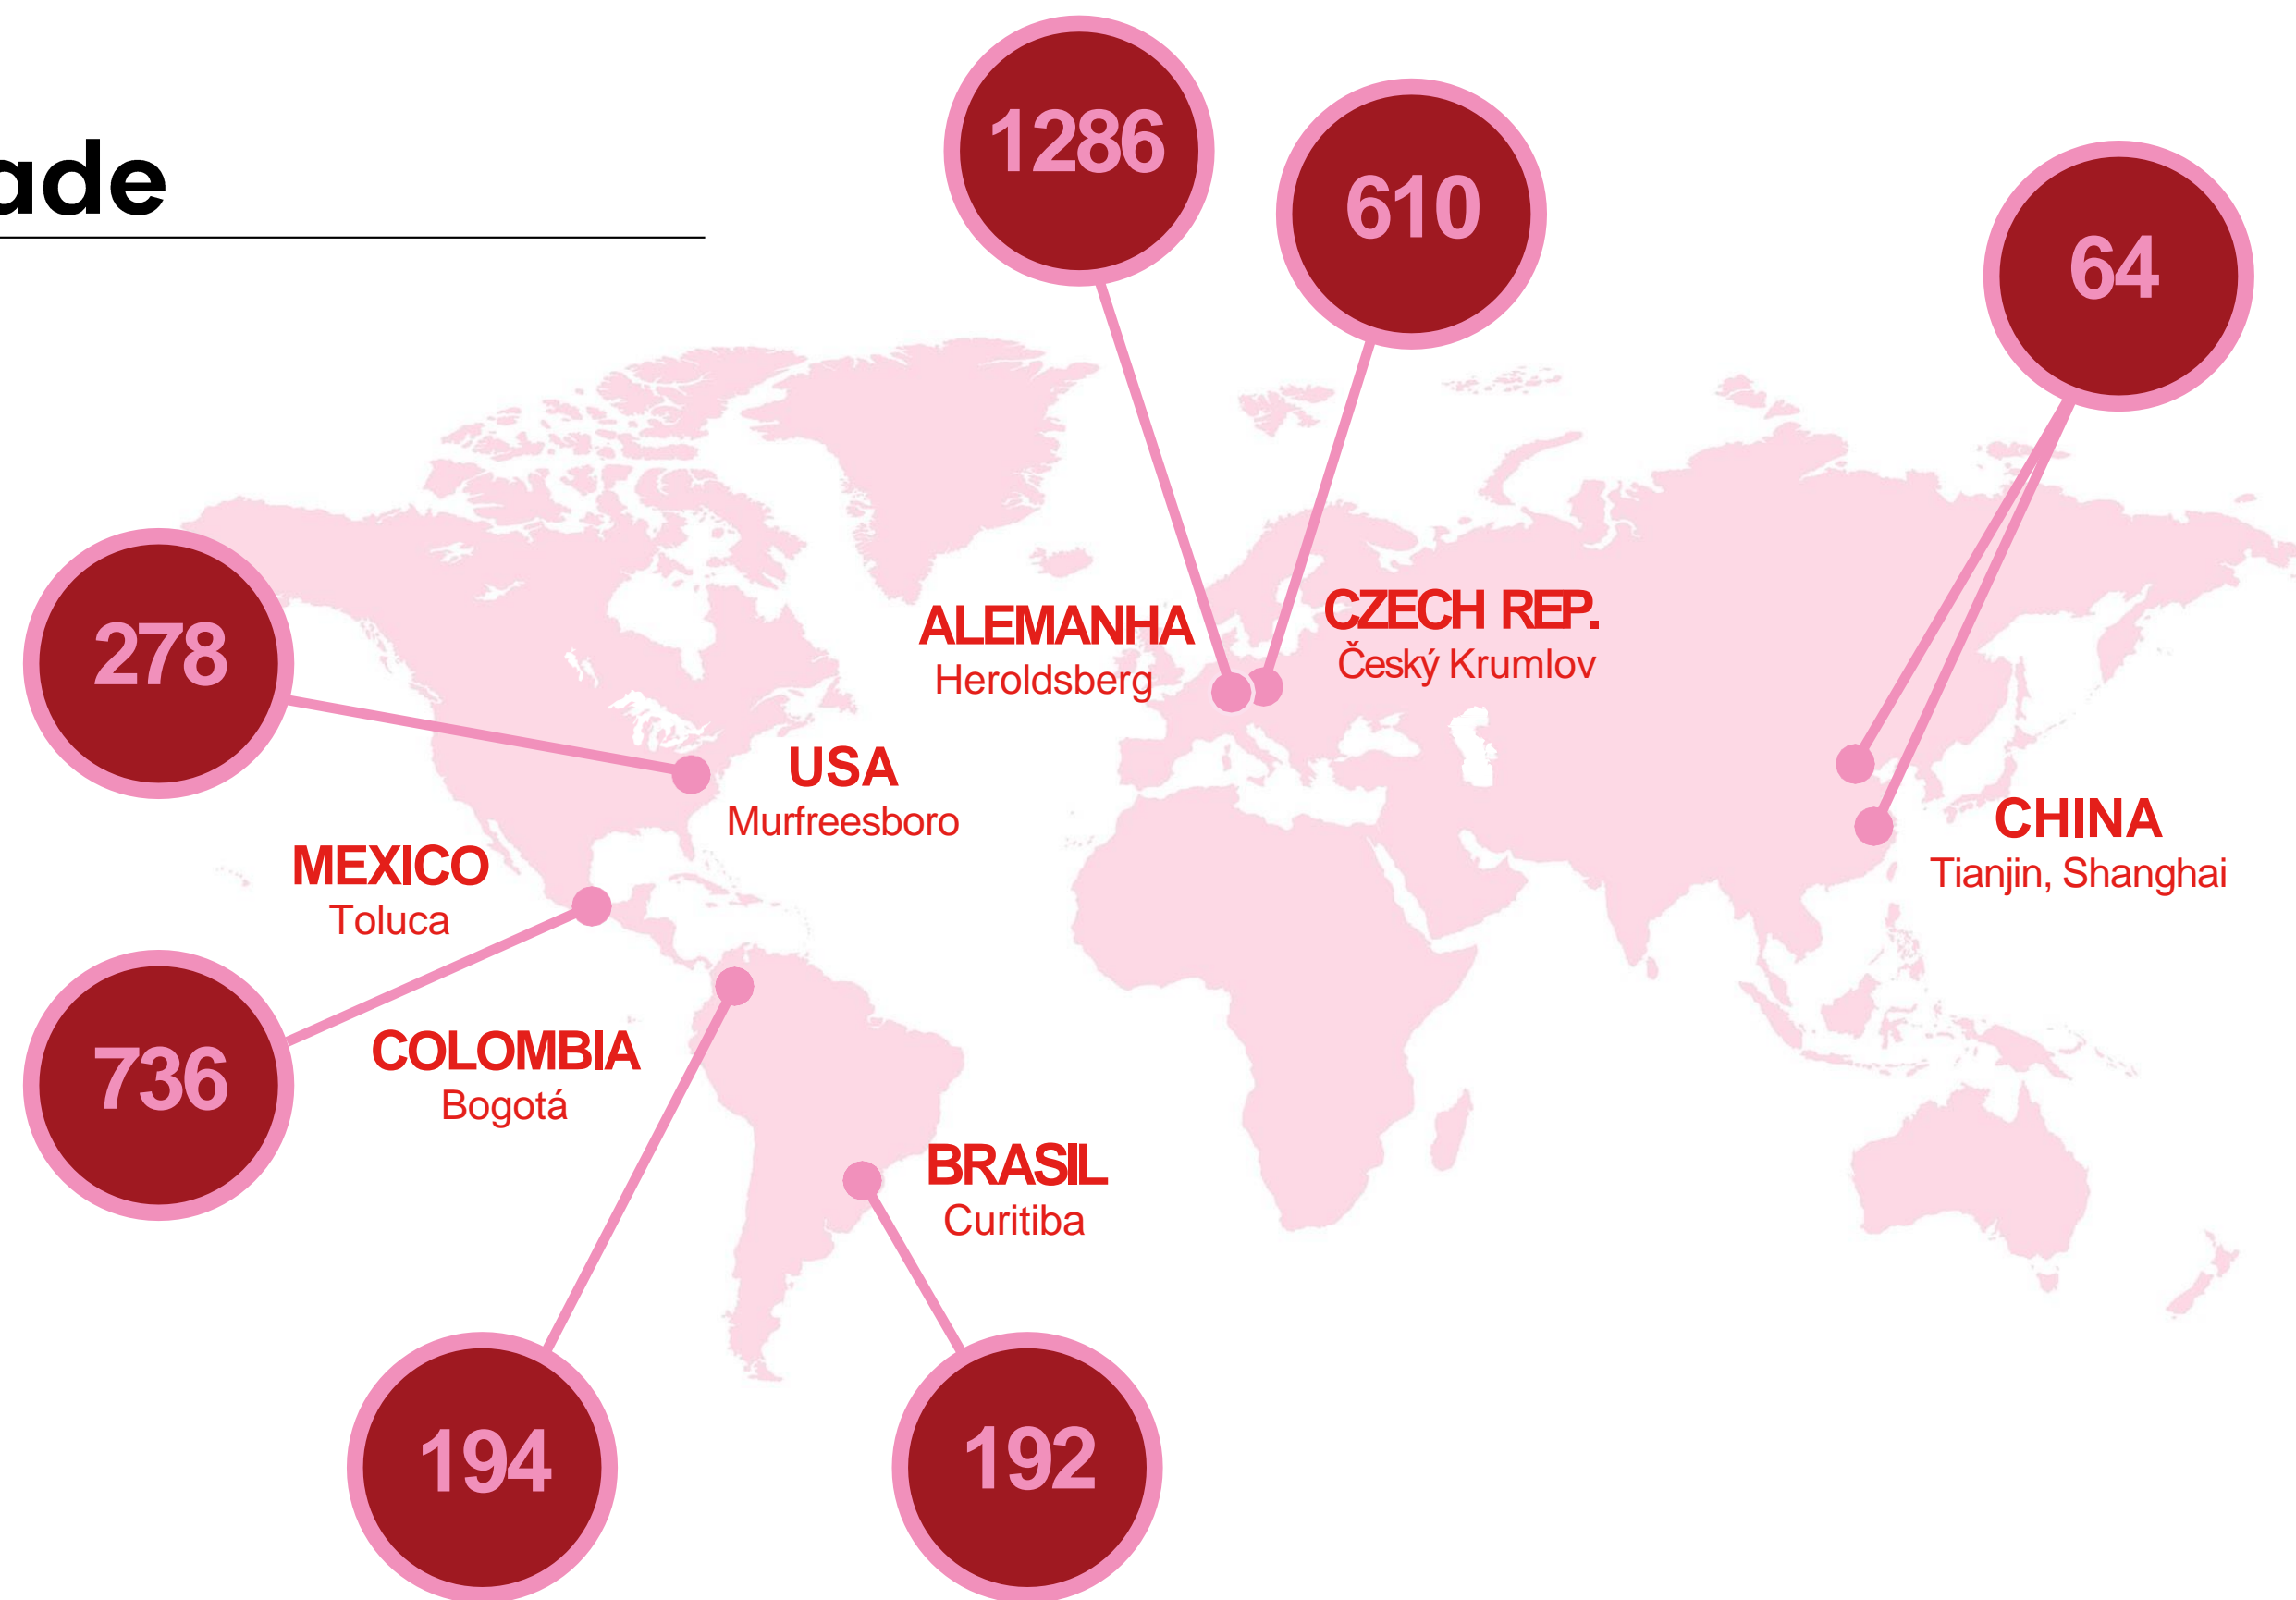 ade
1286
610
64
278
ALEMANHA
Heroldsberg
CZECH REP.
Český Krumlov
USA
Murfreesboro
CHINA
Tianjin, Shanghai
MEXICO
Toluca
736
COLOMBIA
Bogotá
BRASIL
Curitiba
194
192